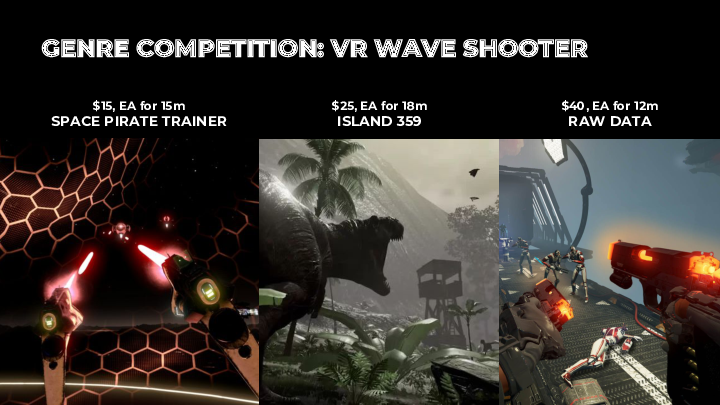 GENRE COMPETITION: VR WAVE SHOOTER
$15, EA for 15m
SPACE PIRATE TRAINER
$25, EA for 18m
ISLAND 359
$40, EA for 12m
RAW DATA